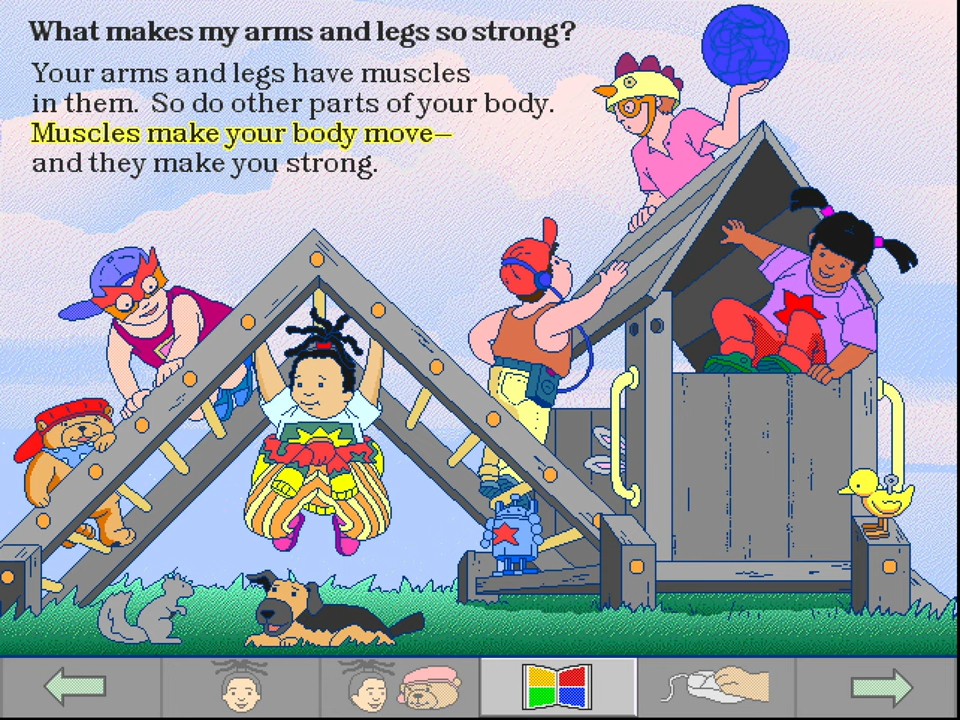 What makes my arms and legs so strong?
Your arms and legs have muscles
in them. So do other parts of your body.
Muscles make your body move—
and they make you strong.